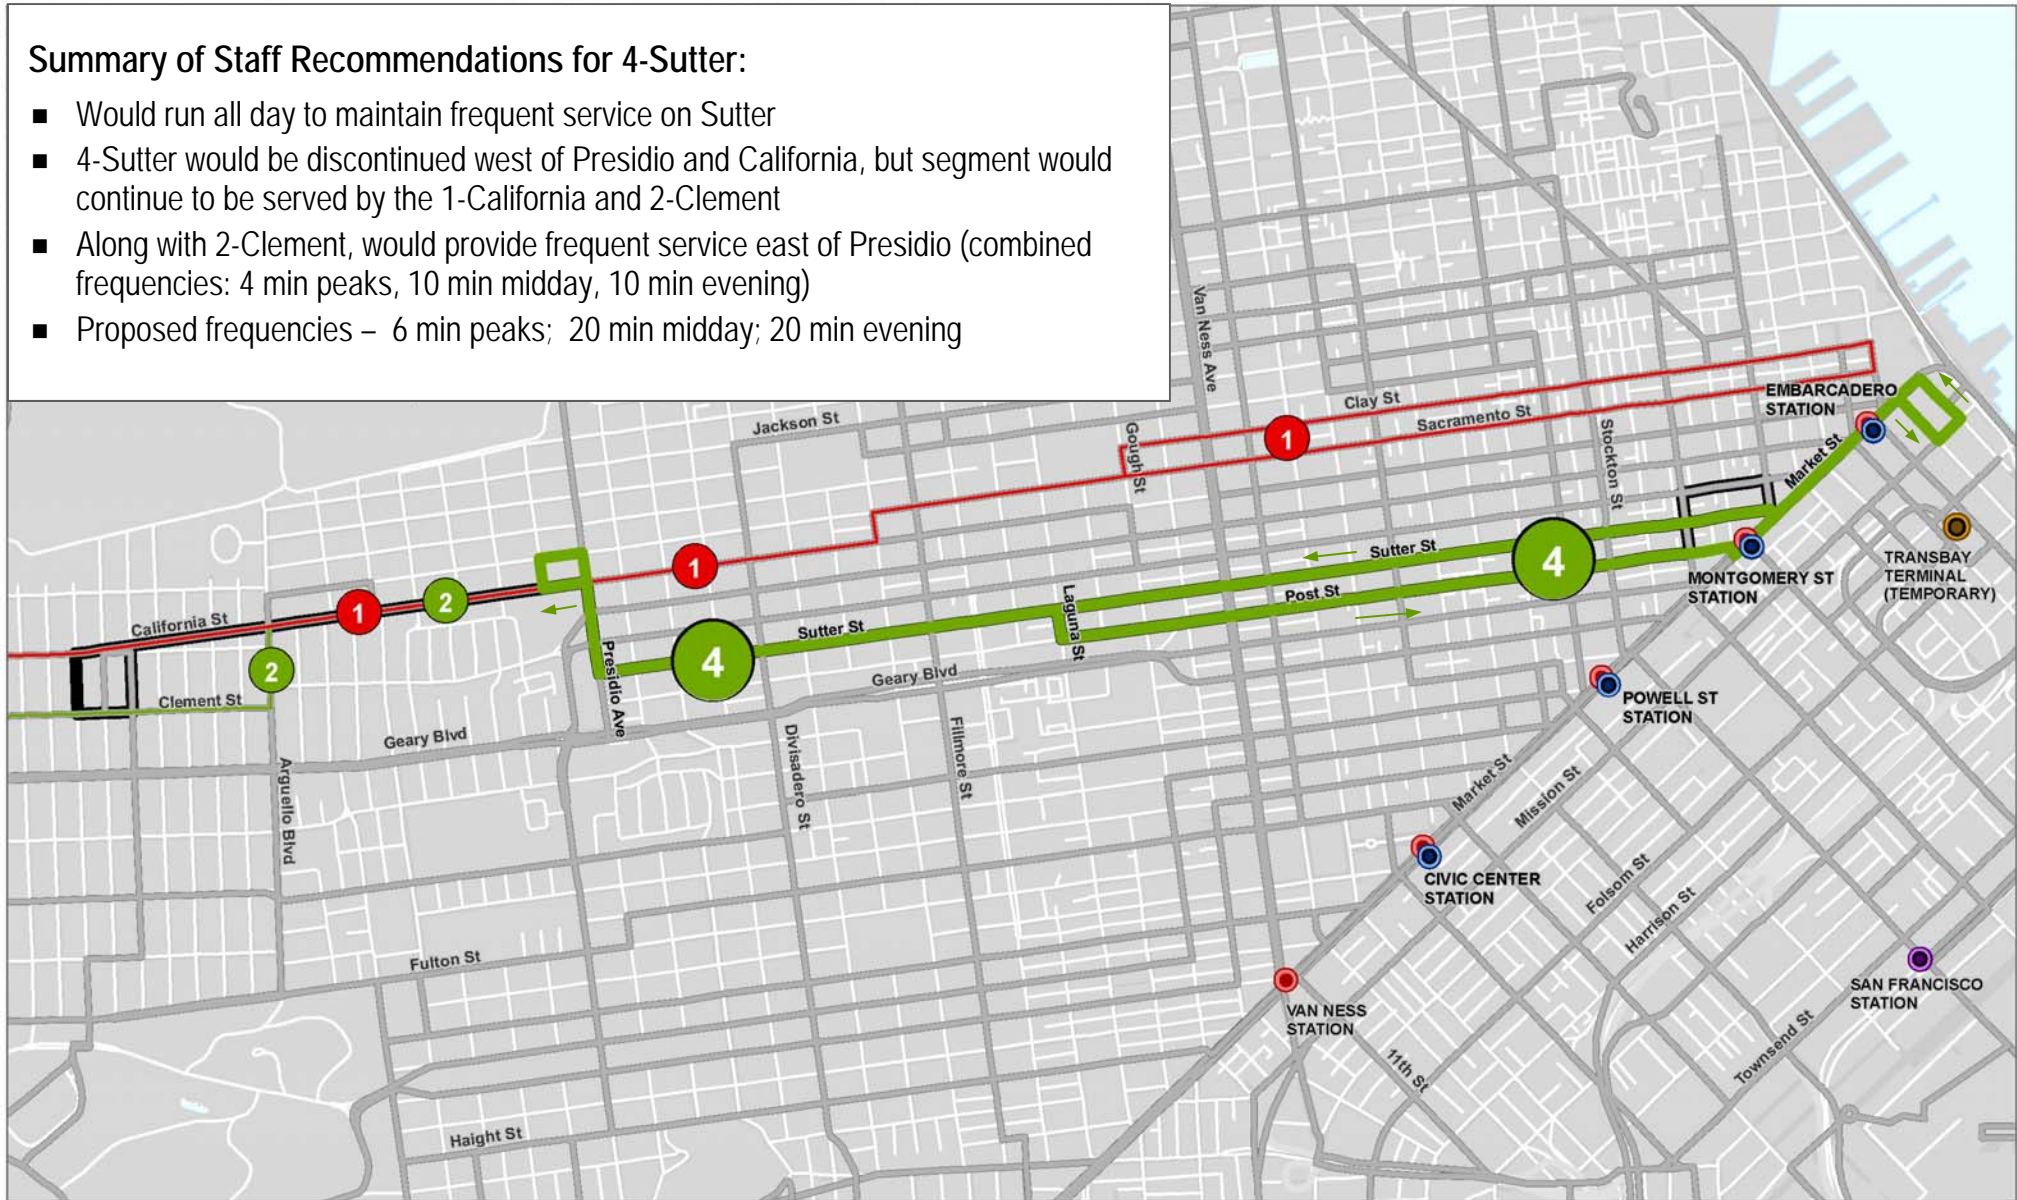 Summary of Staff Recommendations for 4-Sutter:
■ Would run all day to maintain frequent service on Sutter
■ 4-Sutter would be discontinued west of Presidio and California, but segment would
continue to be served by the 1-California and 2-Clement
■ Along with 2-Clement, would provide frequent service east of Presidio (combined
frequencies: 4 min peaks, 10 min midday, 10 min evening)
■ Proposed frequencies – 6 min peaks; 20 min midday; 20 min evening
Van Ness Ave
EMBARCADERO
STATION
Clay St
Sacramento St
Jackson St
Gough St
Stockton St
1
Market St
TRANSBAY
TERMINAL
(TEMPORARY)
Sutter St
4
MONTGOMERY ST
STATION
1
Post St
2
1
California St
Laguna St
Sutter St
4
2
Presidio Ave
Geary Blvd
Clement St
POWELL ST
STATION
Geary Blvd
Divisadero St
Fillmore St
Arguello Blvd
Market St
Mission St
CIVIC CENTER
STATION
Folsom St
Harrison St
Fulton St
SAN FRANCISCO
STATION
VAN NESS
STATION
11th St
Townsend St
Haight St